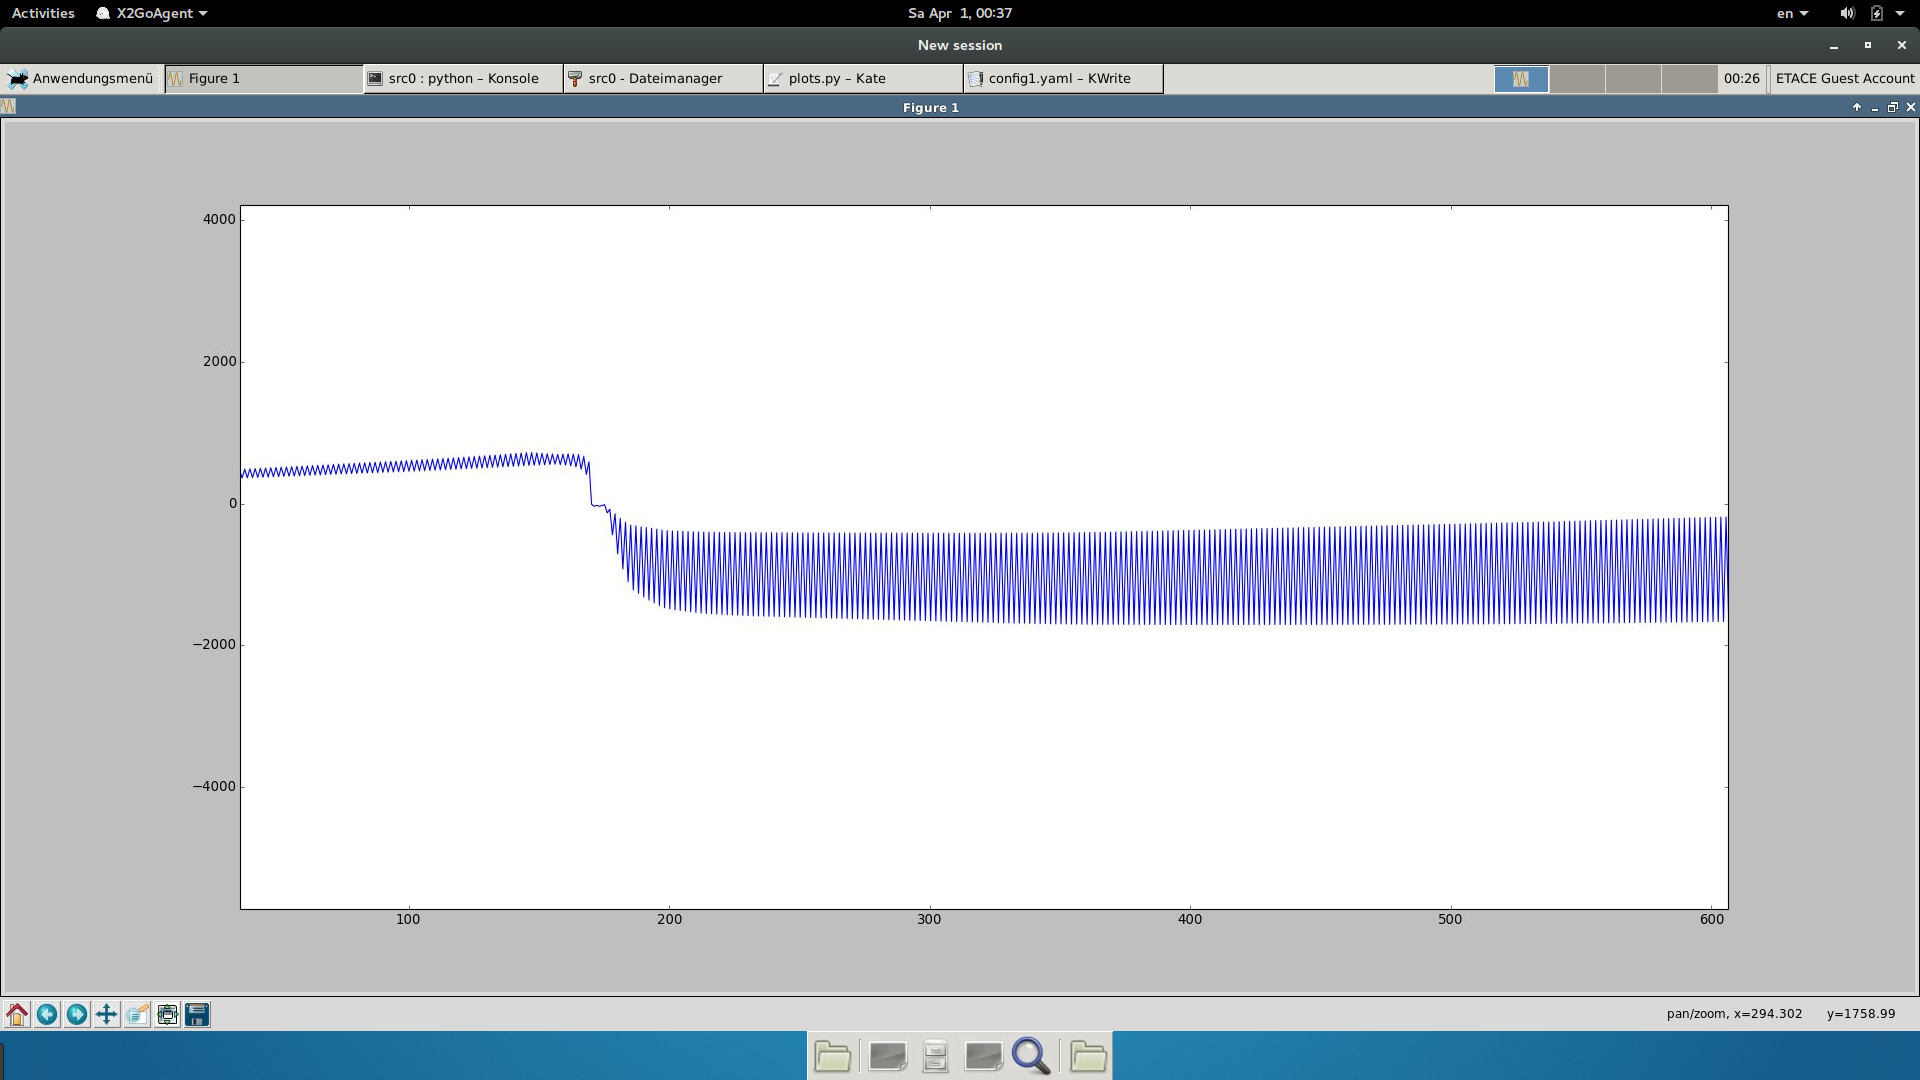 Activities X2GoAgent Sa Apr 1, 00:37 en
New session
Anwendungsmenü Figure 1 src0 : python – Konsole src0 - Dateimanager plots.py – Kate config1.yaml – KWrite 00:26 ETACE Guest Account
Figure 1
4000
2000
0
−2000
−4000
100 200 300 400 500 600
pan/zoom, x=294.302 y=1758.99